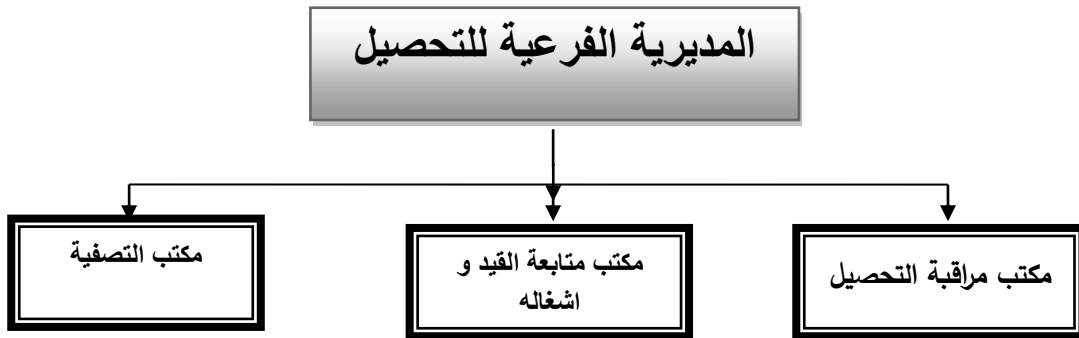 المديرية الفرعية للتحصيل
مكتب مراقبة التحصيل
مكتب متابعة القيد و
اشغاله
مكتب التصفية